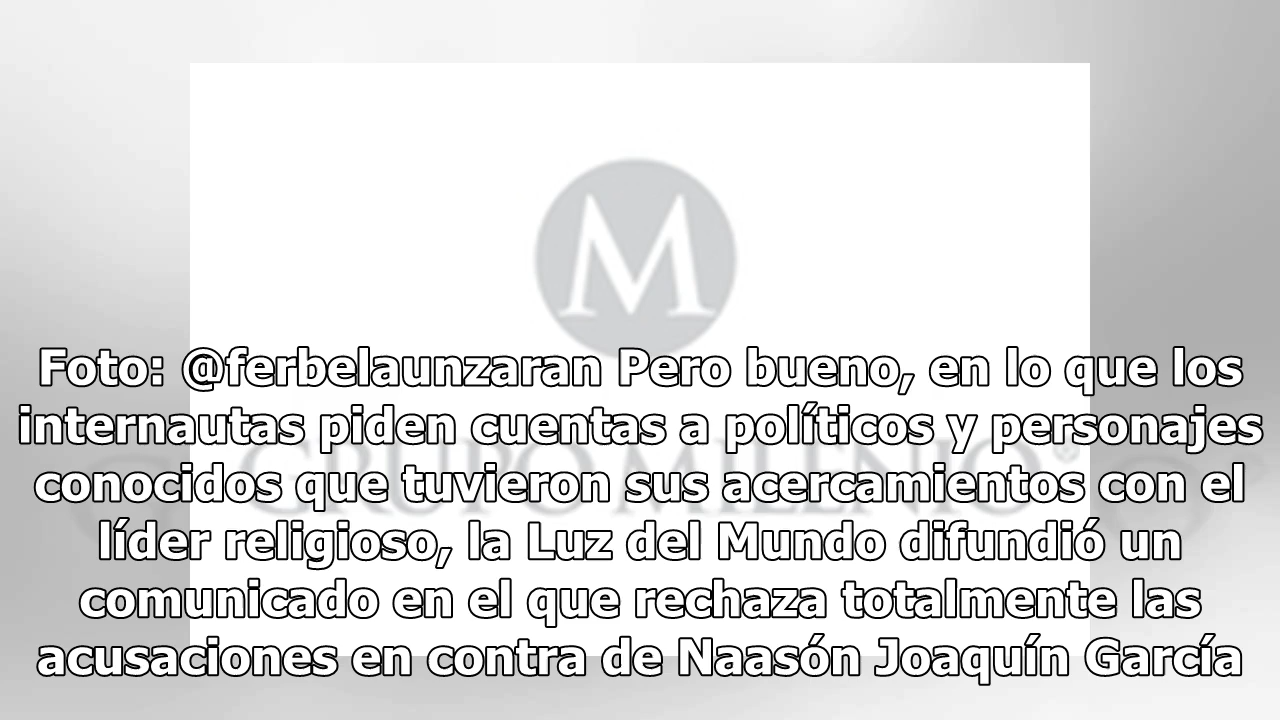 M
Foto: @ferbelaunzaran Pero bueno, en lo que los
internautas piden cuentas a políticos y personajes
GRUPO MILENIO®
conocidos que tuvieron sus acercamientos con el
líder religioso, la Luz del Mundo difundió un
comunicado en el que rechaza totalmente las
acusaciones en contra de Naasón Joaquín García